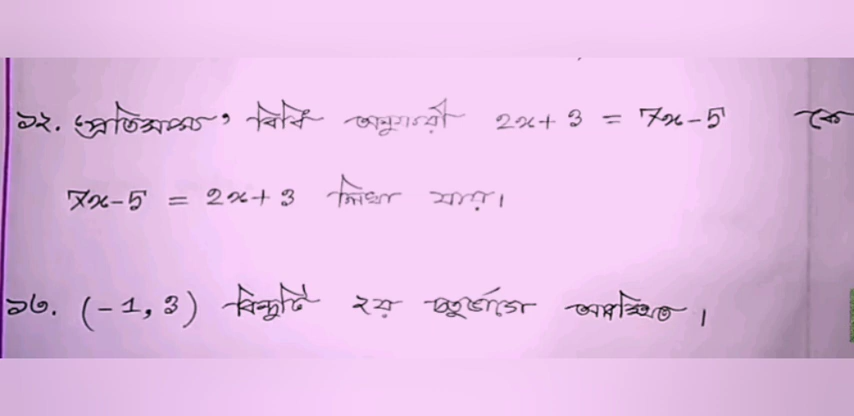 ১২. 'প্রতিসাম্য' বিধি অনুযায়ী 2x+3 = 7x-5 কে
7x-5 = 2x+3 লিখা যায়।
১৩. (-1, 3) বিন্দুটি ২য় চতুর্ভাগে অবস্থিত।